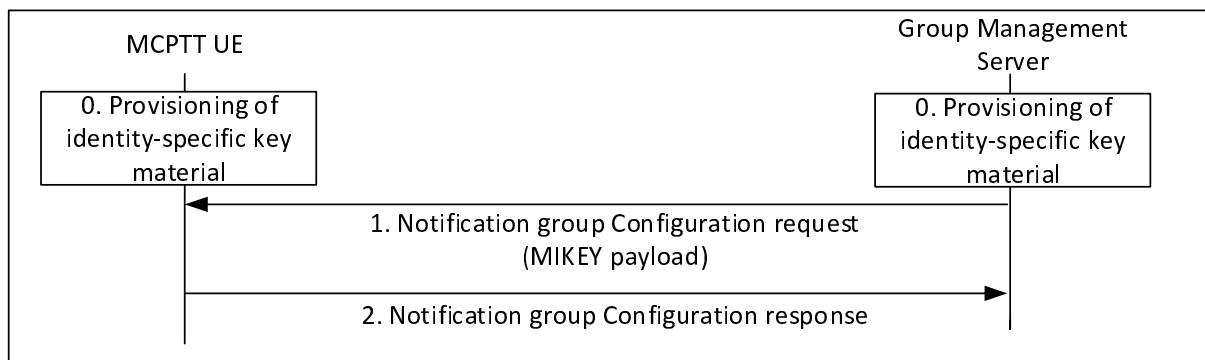 MCPTT UE
Group Management
Server
0. Provisioning of
identity-specific key
material
0. Provisioning of
identity-specific key
material
1. Notification group Configuration request
(MIKEY payload)
2. Notification group Configuration response